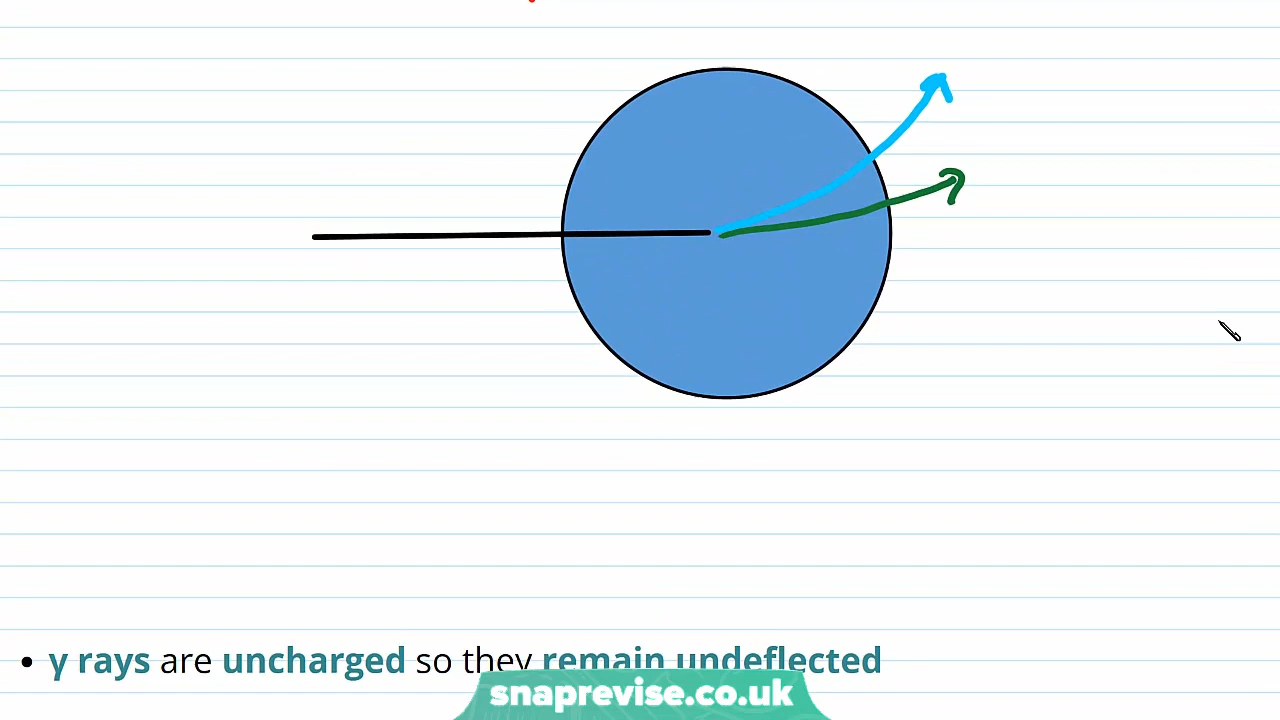 • γ rays are uncharged so they remain undeflected
snaprevise.co.uk